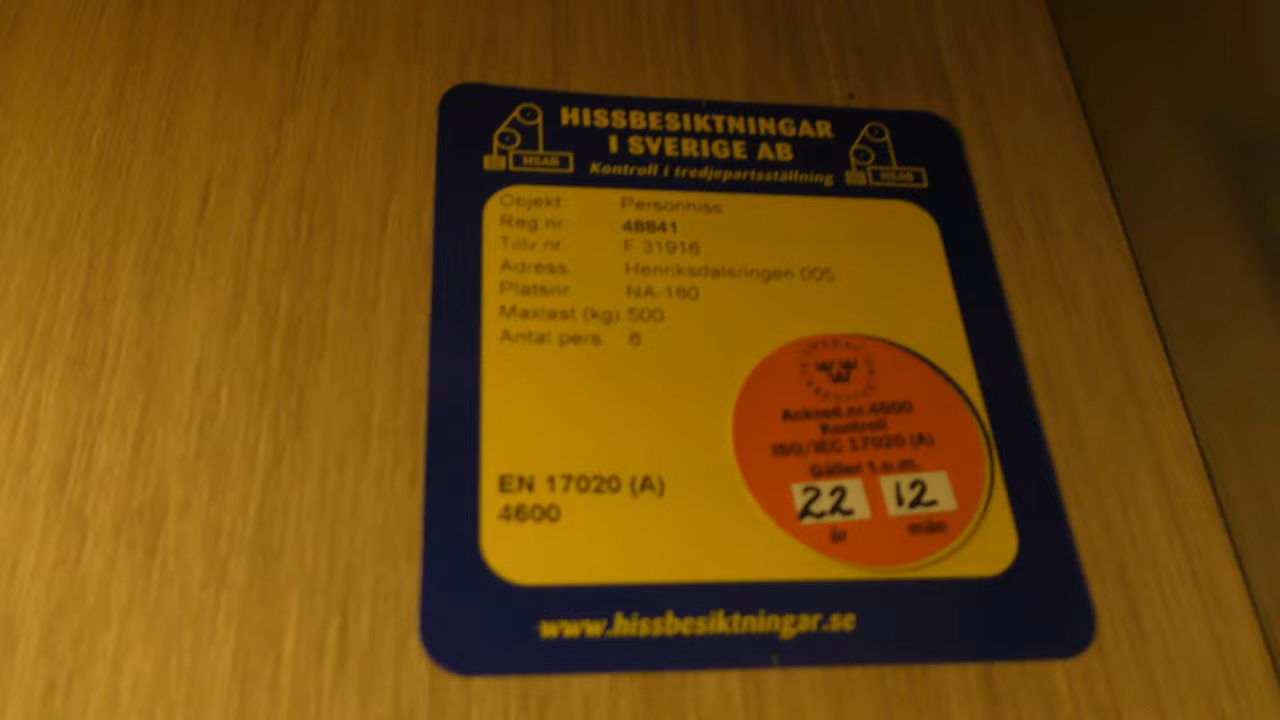 HISSBESIKTNINGAR
I SVERIGE AB
Kontroll i tredjepartsställning
HSAB
HSAB
Objekt: Personhiss
Reg.nr: 48841
Tillv.nr: F 31916
Adress: Henriksdalsringen 005
Platsnr: NA-180
Maxlast (kg) 500
Antal pers: 6
EN 17020 (A)
4600
Ackred.nr.4600
Kontroll
ISO/IEC 17020 (A)
Gäller t.o.m.
22 12
år mån
www.hissbesiktningar.se